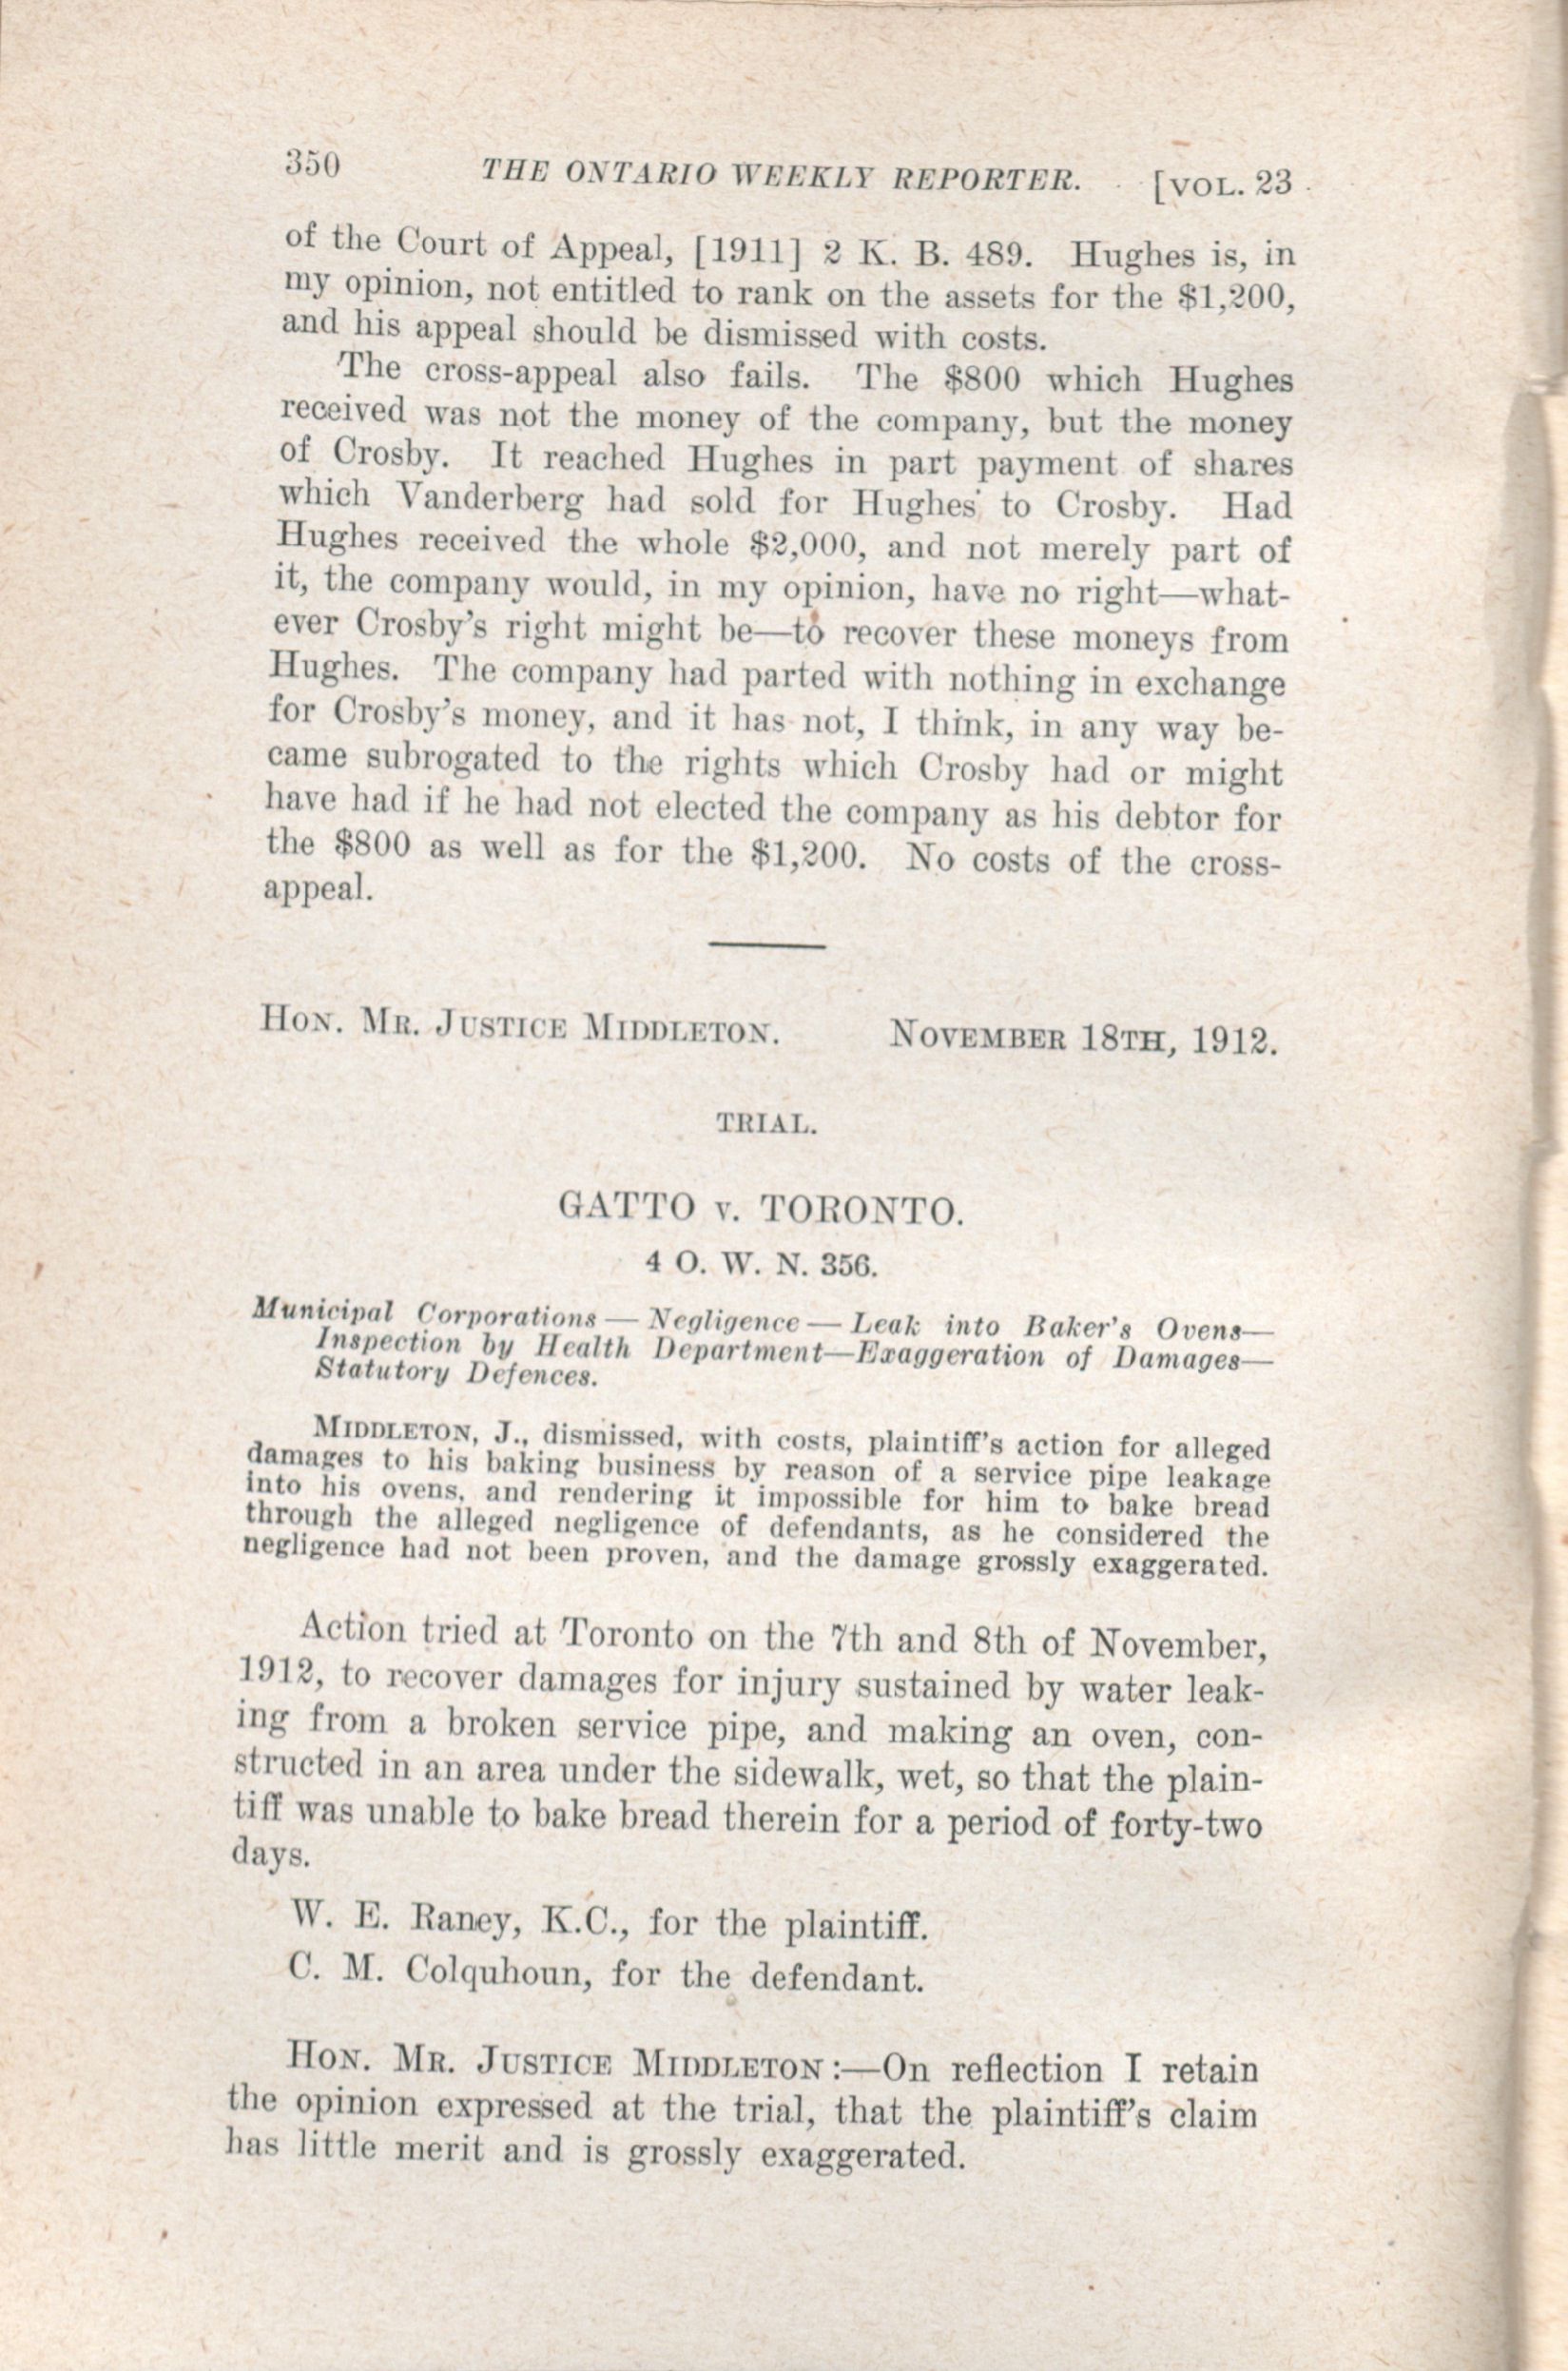 350 THE ONTARIO WEEKLY REPORTER. [VOL. 23
of the Court of Appeal, [1911] 2 K. B. 489. Hughes is, in
my opinion, not entitled to rank on the assets for the $1,200,
and his appeal should be dismissed with costs.
The cross-appeal also fails. The $800 which Hughes
received was not the money of the company, but the money
of Crosby. It reached Hughes in part payment of shares
which Vanderberg had sold for Hughes to Crosby. Had
Hughes received the whole $2,000, and not merely part of
it, the company would, in my opinion, have no right—what-
ever Crosby's right might be—to recover these moneys from
Hughes. The company had parted with nothing in exchange
for Crosby's money, and it has not, I think, in any way be-
came subrogated to the rights which Crosby had or might
have had if he had not elected the company as his debtor for
the $800 as well as for the $1,200. No costs of the cross-
appeal.
HON. MR. JUSTICE MIDDLETON. NOVEMBER 18TH, 1912.
TRIAL.
GATTO v. TORONTO.
4 O. W. N. 356.
Municipal Corporations — Negligence — Leak into Baker's Ovens—
Inspection by Health Department—Exaggeration of Damages—
Statutory Defences.
MIDDLETON, J., dismissed, with costs, plaintiff's action for alleged
damages to his baking business by reason of a service pipe leakage
into his ovens, and rendering it impossible for him to bake bread
through the alleged negligence of defendants, as he considered the
negligence had not been proven, and the damage grossly exaggerated.
Action tried at Toronto on the 7th and 8th of November,
1912, to recover damages for injury sustained by water leak-
ing from a broken service pipe, and making an oven, con-
structed in an area under the sidewalk, wet, so that the plain-
tiff was unable to bake bread therein for a period of forty-two
days.
W. E. Raney, K.C., for the plaintiff.
C. M. Colquhoun, for the defendant.
HON. MR. JUSTICE MIDDLETON:—On reflection I retain
the opinion expressed at the trial, that the plaintiff's claim
has little merit and is grossly exaggerated.